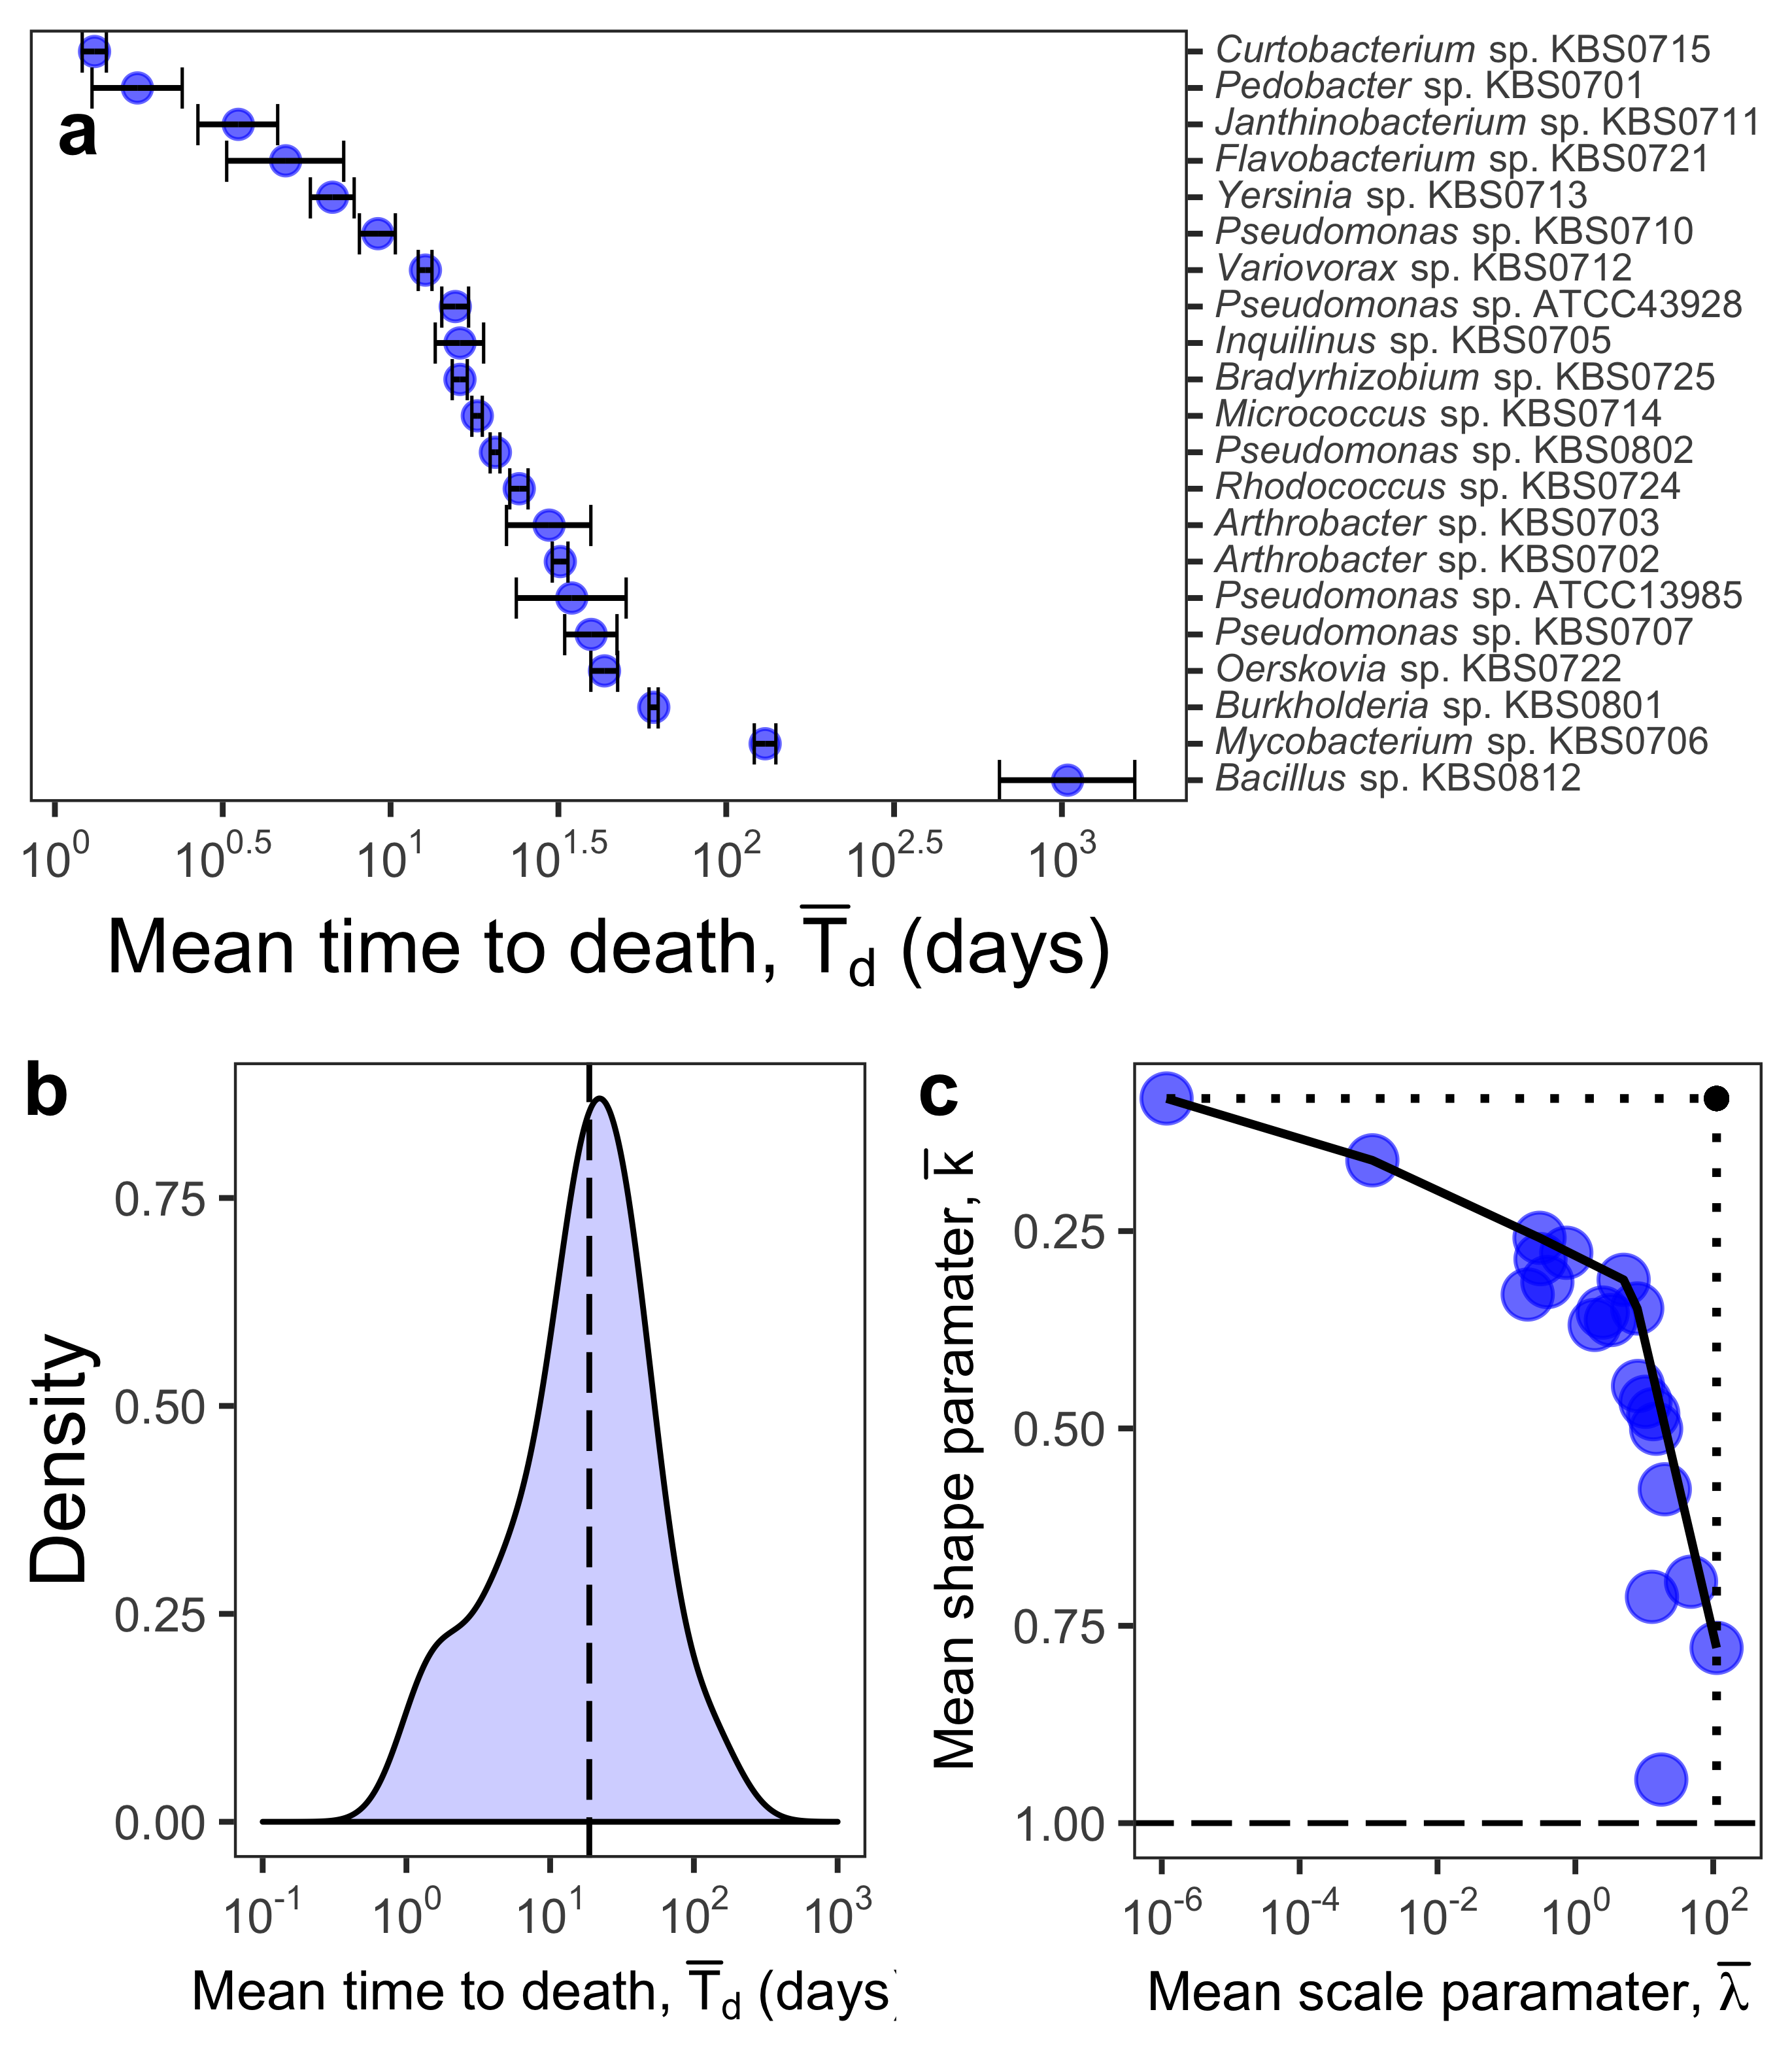 a
Curtobacterium sp. KBS0715
Pedobacter sp. KBS0701
Janthinobacterium sp. KBS0711
Flavobacterium sp. KBS0721
Yersinia sp. KBS0713
Pseudomonas sp. KBS0710
Variovorax sp. KBS0712
Pseudomonas sp. ATCC43928
Inquilinus sp. KBS0705
Bradyrhizobium sp. KBS0725
Micrococcus sp. KBS0714
Pseudomonas sp. KBS0802
Rhodococcus sp. KBS0724
Arthrobacter sp. KBS0703
Arthrobacter sp. KBS0702
Pseudomonas sp. ATCC13985
Pseudomonas sp. KBS0707
Oerskovia sp. KBS0722
Burkholderia sp. KBS0801
Mycobacterium sp. KBS0706
Bacillus sp. KBS0812
10^0 10^0.5 10^1 10^1.5 10^2 10^2.5 10^3
Mean time to death, T̅_d (days)
b
Density
0.75
0.50
0.25
0.00
10^-1 10^0 10^1 10^2 10^3
Mean time to death, T̅_d (days)
c
Mean shape paramater, k̅
0.25
0.50
0.75
1.00
10^-6 10^-4 10^-2 10^0 10^2
Mean scale paramater, λ̅